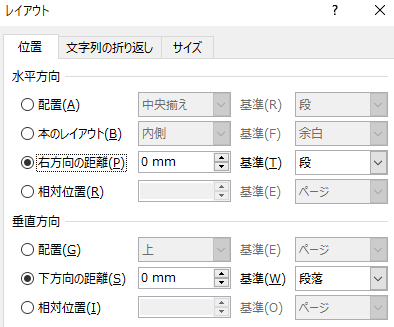 レイアウト ? ×
位置 文字列の折り返し サイズ
水平方向
配置(A) 中央揃え 基準(R) 段
本のレイアウト(B) 内側 基準(F) 余白
右方向の距離(P) 0 mm 基準(T) 段
相対位置(R) 基準(E) ページ
垂直方向
配置(G) 上 基準(E) ページ
下方向の距離(S) 0 mm 基準(W) 段落
相対位置(I) 基準(O) ページ